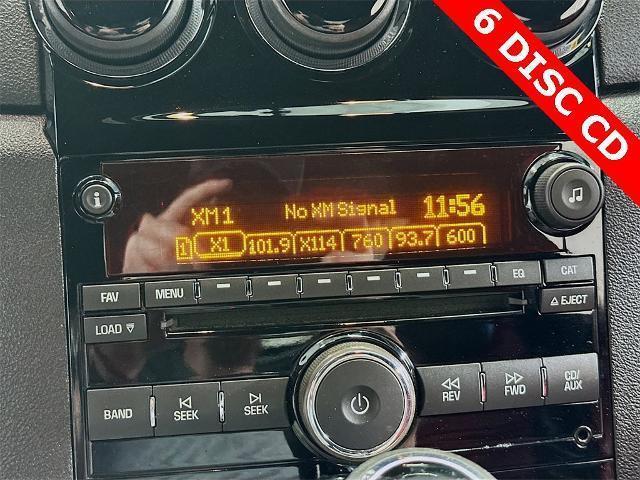 6 DISC CD
i
XM1 No XM Signal 11:56
1 X1 101.9 X114 760 93.7 600
FAV MENU EQ CAT
LOAD EJECT
BAND SEEK SEEK REV FWD CD/
AUX